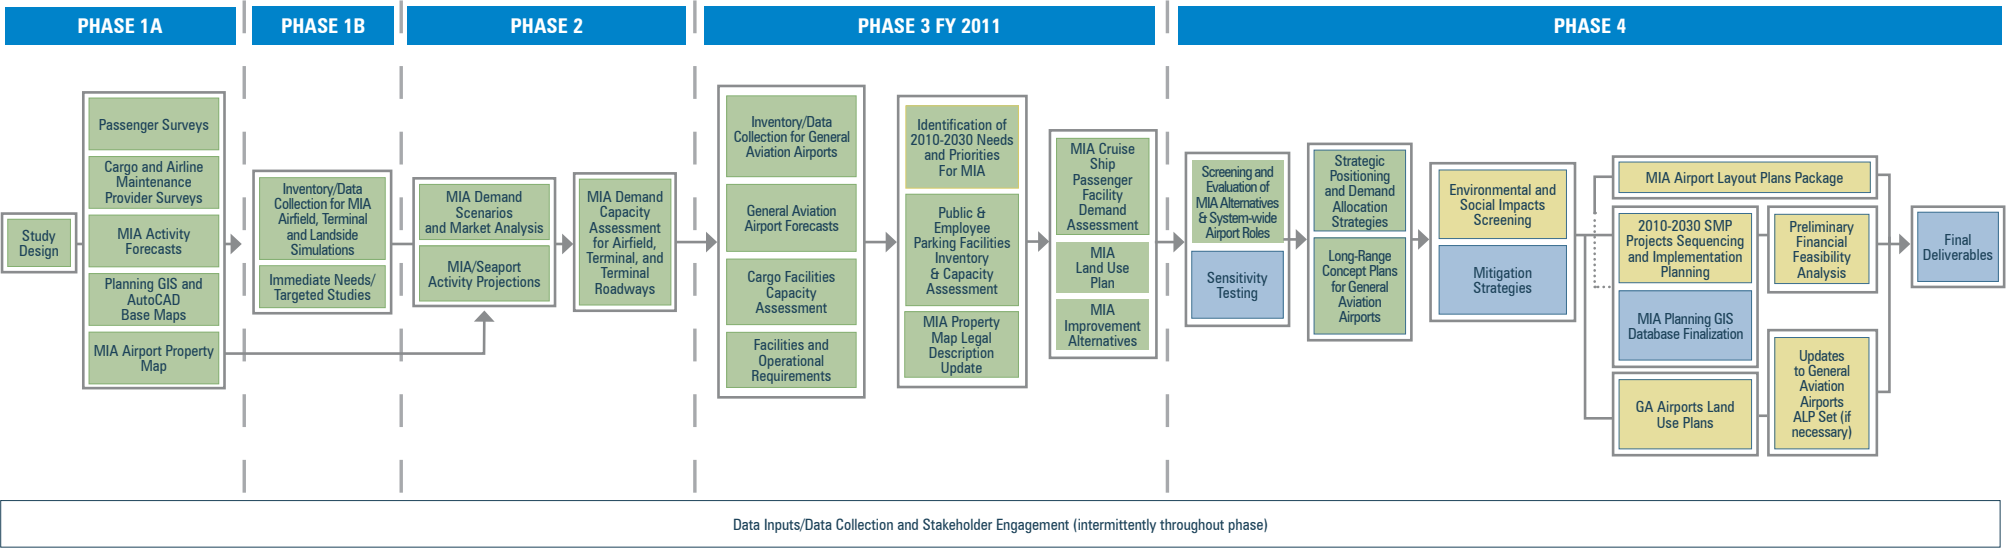 PHASE 1A
PHASE 1B
PHASE 2
PHASE 3 FY 2011
PHASE 4
Study
Design
Passenger Surveys
Cargo and Airline
Maintenance
Provider Surveys
MIA Activity
Forecasts
Planning GIS and
AutoCAD
Base Maps
MIA Airport Property
Map
Inventory/Data
Collection for MIA
Airfield, Terminal
and Landside
Simulations
Immediate Needs/
Targeted Studies
MIA Demand
Scenarios
and Market Analysis
MIA/Seaport
Activity Projections
MIA Demand
Capacity
Assessment
for Airfield,
Terminal, and
Terminal
Roadways
Inventory/Data
Collection for General
Aviation Airports
General Aviation
Airport Forecasts
Cargo Facilities
Capacity
Assessment
Facilities and
Operational
Requirements
Identification of
2010-2030 Needs
and Priorities
For MIA
Public &
Employee
Parking Facilities
Inventory
& Capacity
Assessment
MIA Property
Map Legal
Description
Update
MIA Cruise
Ship
Passenger
Facility
Demand
Assessment
MIA
Land Use
Plan
MIA
Improvement
Alternatives
Screening and
Evaluation of
MIA Alternatives
& System-wide
Airport Roles
Sensitivity
Testing
Strategic
Positioning
and Demand
Allocation
Strategies
Long-Range
Concept Plans
for General
Aviation
Airports
Environmental and
Social Impacts
Screening
Mitigation
Strategies
MIA Airport Layout Plans Package
2010-2030 SMP
Projects Sequencing
and Implementation
Planning
MIA Planning GIS
Database Finalization
GA Airports Land
Use Plans
Preliminary
Financial
Feasibility
Analysis
Updates
to General
Aviation
Airports
ALP Set (if
necessary)
Final
Deliverables
Data Inputs/Data Collection and Stakeholder Engagement (intermittently throughout phase)